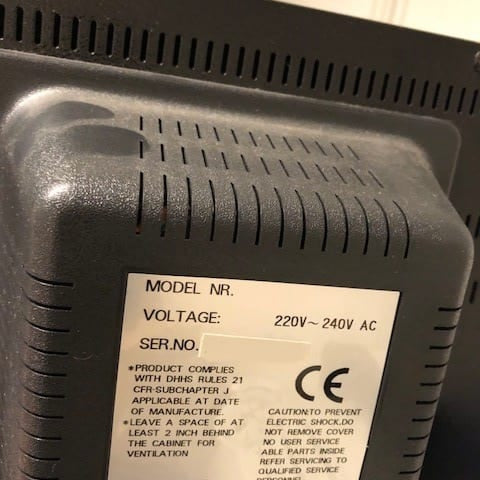 MODEL NR.
VOLTAGE: 220V~240V AC
SER.NO.
*PRODUCT COMPLIES
WITH DHHS RULES 21
CFR-SUBCHAPTER J
APPLICABLE AT DATE
OF MANUFACTURE.
*LEAVE A SPACE OF AT
LEAST 2 INCH BEHIND
THE CABINET FOR
VENTILATION
CE
CAUTION:TO PREVENT
ELECTRIC SHOCK,DO
NOT REMOVE COVER
NO USER SERVICE
ABLE PARTS INSIDE
REFER SERVICING TO
QUALIFIED SERVICE
PERSONNEL